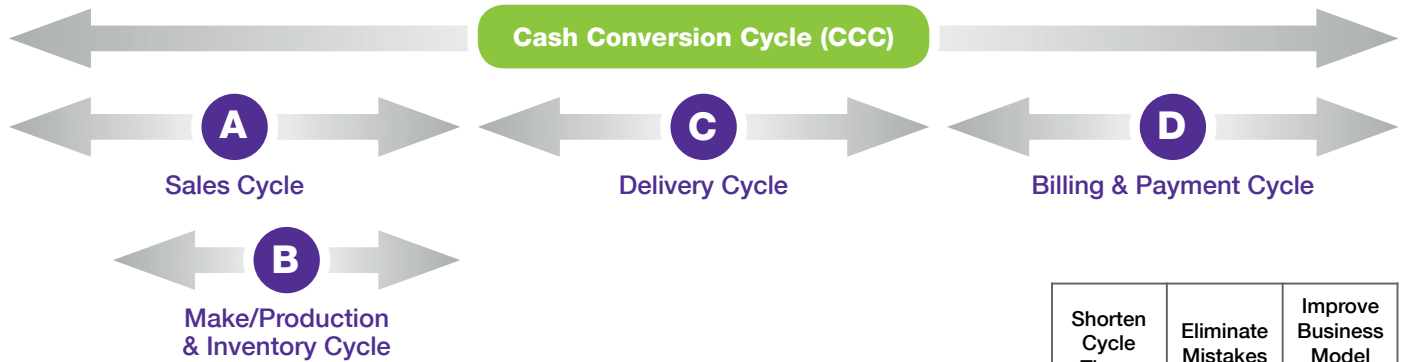 Cash Conversion Cycle (CCC)
A
C
D
Sales Cycle
Delivery Cycle
Billing & Payment Cycle
B
Make/Production
& Inventory Cycle
Shorten
Cycle
Eliminate
Mistakes
Improve
Business
Model